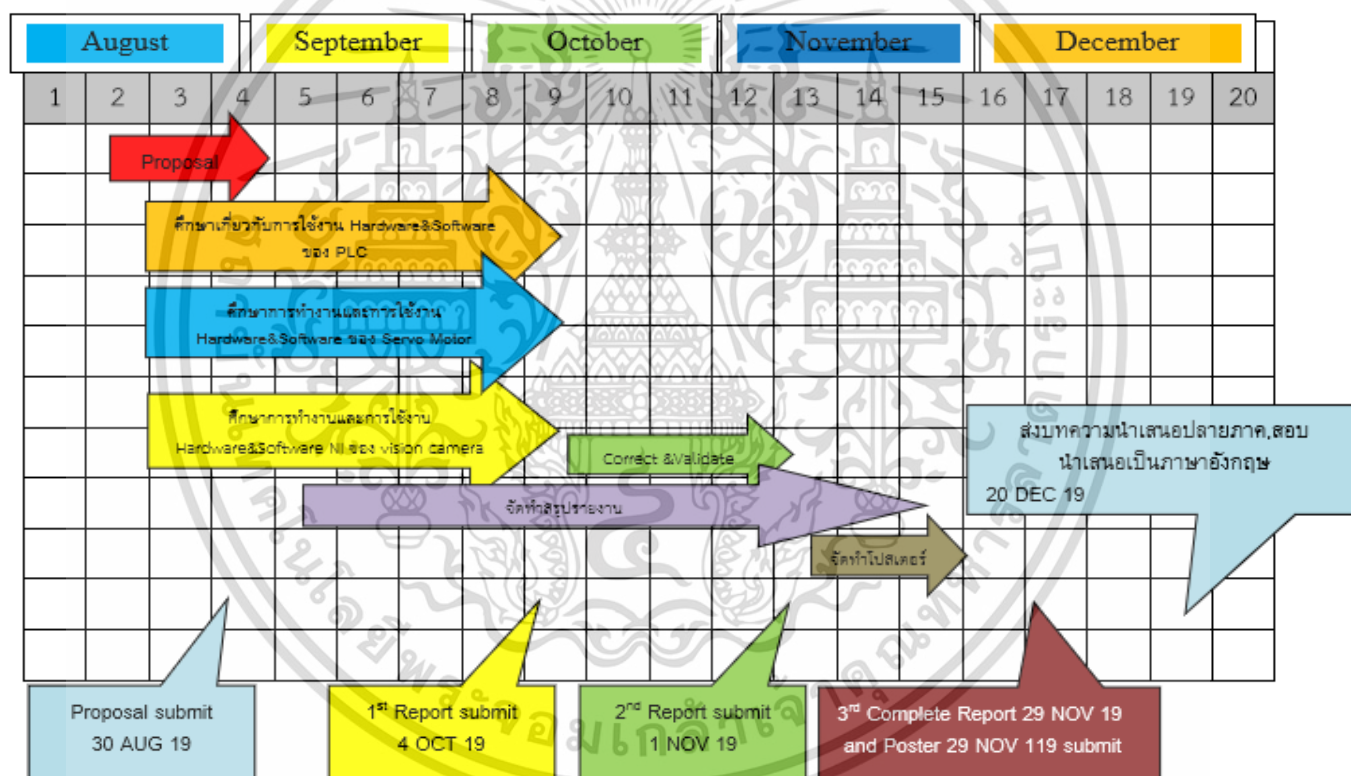 August September October November December
1 2 3 4 5 6 7 8 9 10 11 12 13 14 15 16 17 18 19 20
Proposal
ศึกษาเกี่ยวกับการใช้งาน Hardware&Software
ของ PLC
ศึกษาการทำงานและการใช้งาน
Hardware&Software ของ Servo Motor
ศึกษาการทำงานและการใช้งาน
Hardware&Software NI ของ vision camera
Correct &Validate
จัดทำสรุปรายงาน
จัดทำโปสเตอร์
ส่งบทความนำเสนอปลายภาค,สอบ
นำเสนอเป็นภาษาอังกฤษ
20 DEC 19
Proposal submit
30 AUG 19
1st Report submit
4 OCT 19
2nd Report submit
1 NOV 19
3rd Complete Report 29 NOV 19
and Poster 29 NOV 119 submit